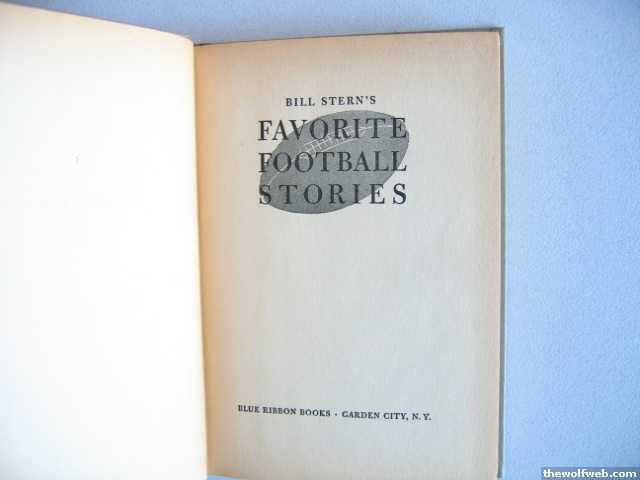 BILL STERN'S
FAVORITE
FOOTBALL
STORIES
BLUE RIBBON BOOKS • GARDEN CITY, N. Y.
thewolfweb.com